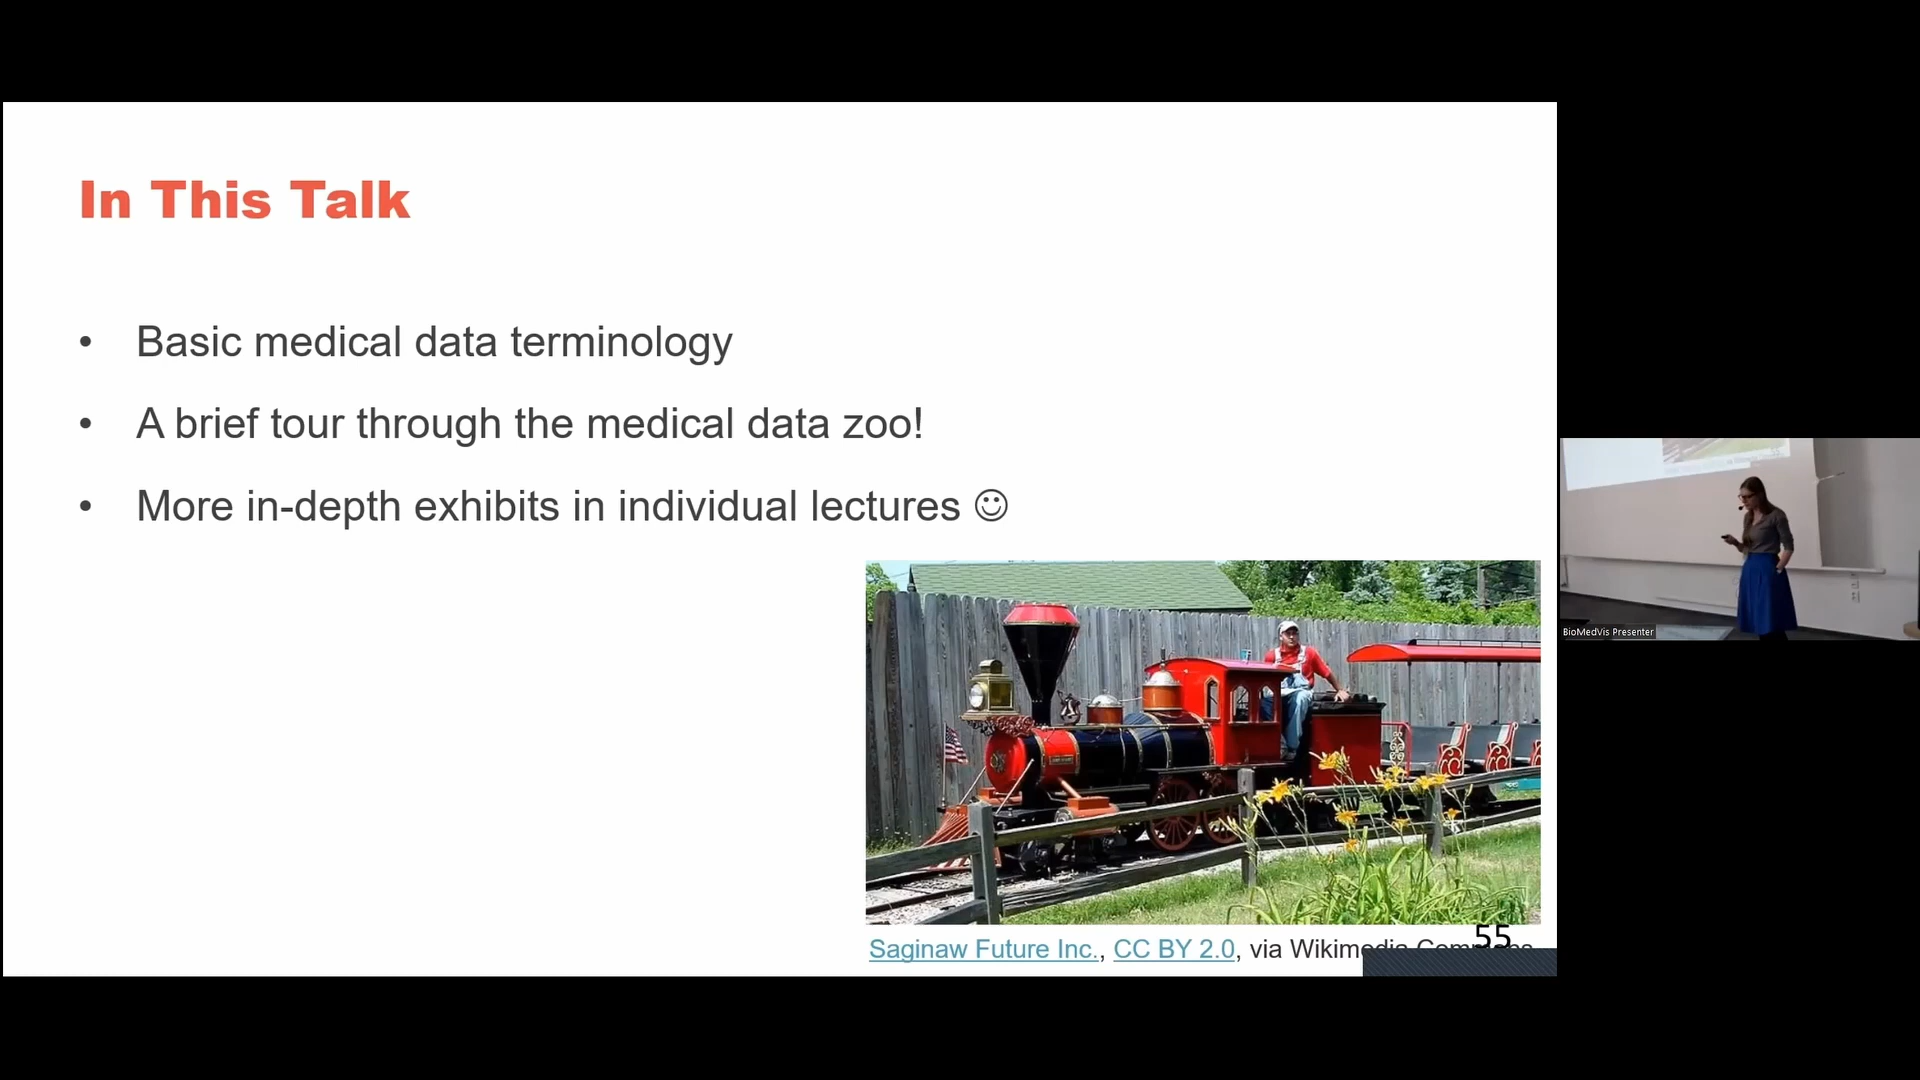 In This Talk
• Basic medical data terminology
• A brief tour through the medical data zoo!
• More in-depth exhibits in individual lectures ☺
Saginaw Future Inc., CC BY 2.0, via Wikimedia Commons
55
BioMedVis Presenter